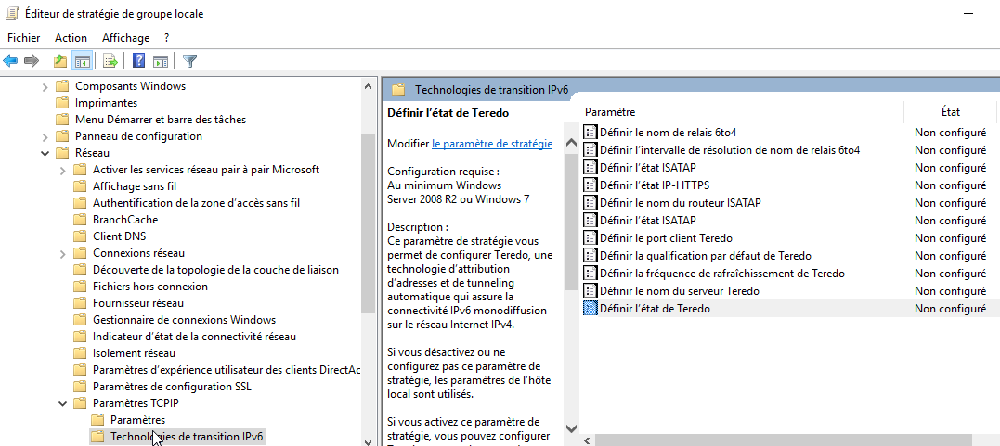 Éditeur de stratégie de groupe locale
Fichier Action Affichage ?
Composants Windows
Imprimantes
Menu Démarrer et barre des tâches
Panneau de configuration
Réseau
Activer les services réseau pair à pair Microsoft
Affichage sans fil
Authentification de la zone d'accès sans fil
BranchCache
Client DNS
Connexions réseau
Découverte de la topologie de la couche de liaison
Fichiers hors connexion
Fournisseur réseau
Gestionnaire de connexions Windows
Indicateur d'état de la connectivité réseau
Isolement réseau
Paramètres d'expérience utilisateur des clients DirectAc
Paramètres de configuration SSL
Paramètres TCPIP
Paramètres
Technologies de transition IPv6
Technologies de transition IPv6
Définir l'état de Teredo
Modifier le paramètre de stratégie
Configuration requise :
Au minimum Windows
Server 2008 R2 ou Windows 7
Description :
Ce paramètre de stratégie vous
permet de configurer Teredo, une
technologie d'attribution
d'adresses et de tunneling
automatique qui assure la
connectivité IPv6 monodiffusion
sur le réseau Internet IPv4.
Si vous désactivez ou ne
configurez pas ce paramètre de
stratégie, les paramètres de l'hôte
local sont utilisés.
Si vous activez ce paramètre de
stratégie, vous pouvez configurer
Paramètre État
Définir le nom de relais 6to4 Non configuré
Définir l'intervalle de résolution de nom de relais 6to4 Non configuré
Définir l'état ISATAP Non configuré
Définir l'état IP-HTTPS Non configuré
Définir le nom du routeur ISATAP Non configuré
Définir l'état ISATAP Non configuré
Définir le port client Teredo Non configuré
Définir la qualification par défaut de Teredo Non configuré
Définir la fréquence de rafraîchissement de Teredo Non configuré
Définir le nom du serveur Teredo Non configuré
Définir l'état de Teredo Non configuré